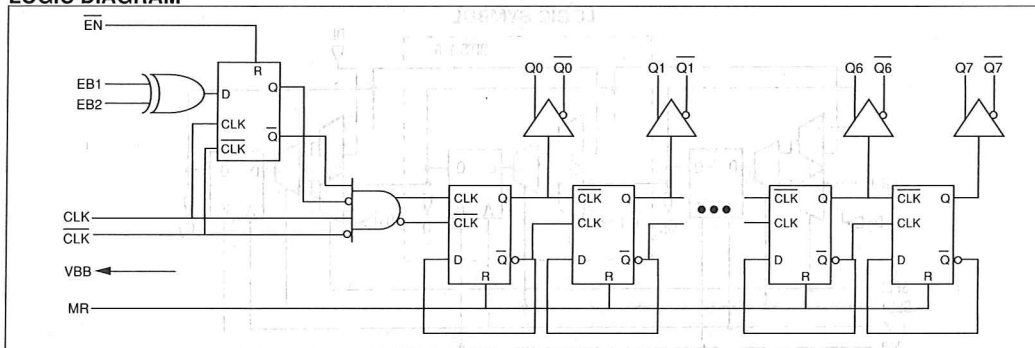 LOGIC DIAGRAM
EN
EB1
EB2
R
D
Q
CLK
Q
CLK
CLK
CLK
VBB
MR
Q0 Q0
Q1 Q1
Q6 Q6
Q7 Q7
CLK Q
CLK
D Q
R
CLK Q
CLK
D Q
R
CLK Q
CLK
D Q
R
CLK Q
CLK
D Q
R